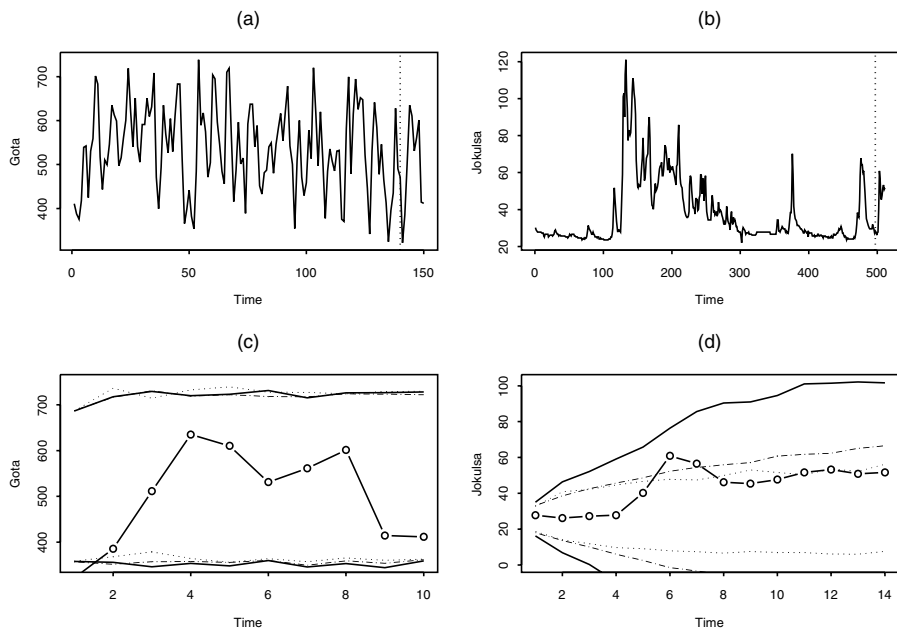 (a)
Gota
400 500 600 700
0 50 100 150
Time
(b)
Jokulsa
20 40 60 80 100 120
0 100 200 300 400 500
Time
(c)
Gota
400 500 600 700
2 4 6 8 10
Time
(d)
Jokulsa
0 20 40 60 80 100
2 4 6 8 10 12 14
Time